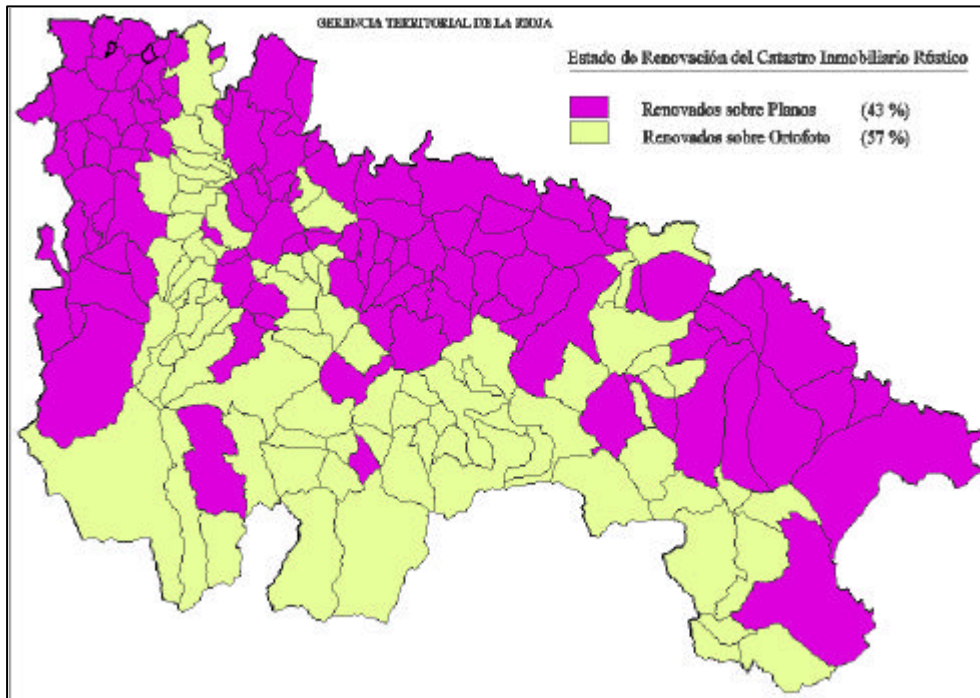 GERENCIA TERRITORIAL DE LA RIOJA
Estado de Renovación del Catastro Inmobiliario Rústico
Renovados sobre Planos (43 %)
Renovados sobre Ortofoto (57 %)